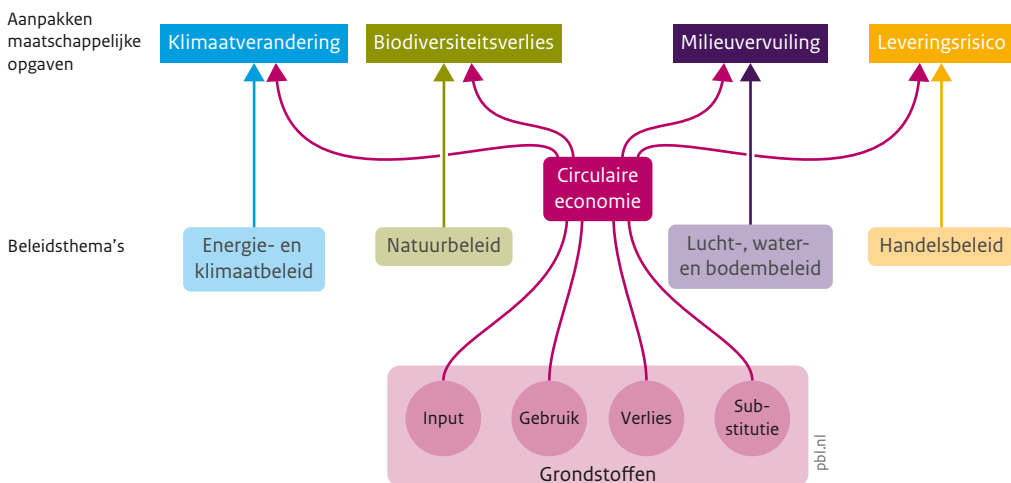 Aanpakken
maatschappelijke
opgaven
Klimaatverandering
Biodiversiteitsverlies
Milieuvervuiling
Leveringsrisico
Circulaire
economie
Beleidsthema's
Energie- en
klimaatbeleid
Natuurbeleid
Lucht-, water-
en bodembeleid
Handelsbeleid
Input
Gebruik
Verlies
Sub-
stitutie
Grondstoffen
pbl.nl